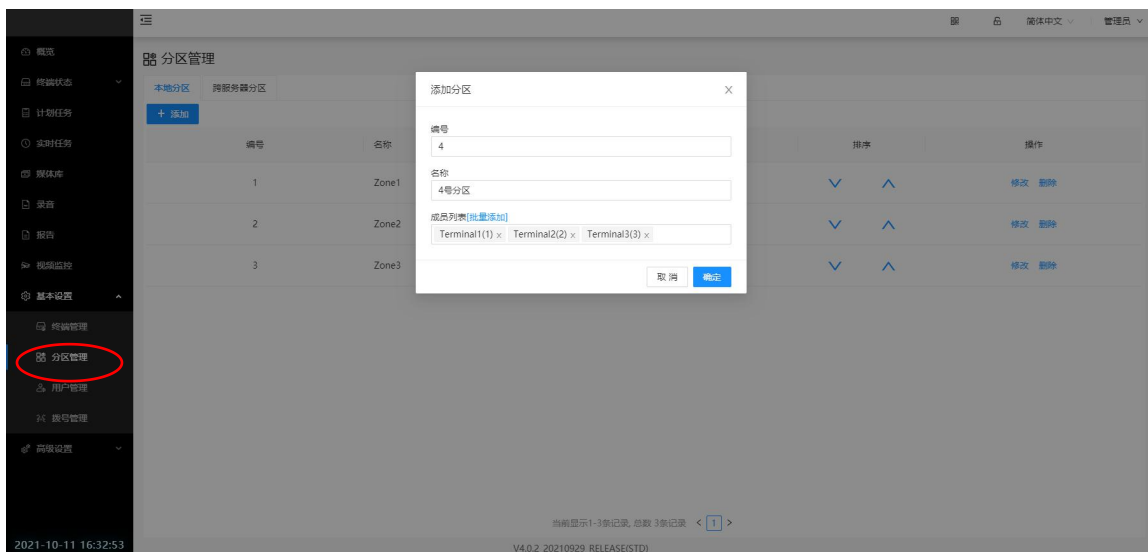 简体中文 管理员
概览
终端状态
计划任务
实时任务
媒体库
录音
报告
视频监控
基本设置
终端管理
分区管理
用户管理
拨号管理
高级设置
2021-10-11 16:32:53
分区管理
本地分区 跨服务器分区
+ 添加
编号 名称 排序 操作
1 Zone1 修改 删除
2 Zone2 修改 删除
3 Zone3 修改 删除
添加分区
编号
4
名称
4号分区
成员列表[批量添加]
Terminal1(1) × Terminal2(2) × Terminal3(3) ×
取消 确定
当前显示1-3条记录, 总数 3条记录 < 1 >
V4.0.2_20210929_RELEASE(STD)